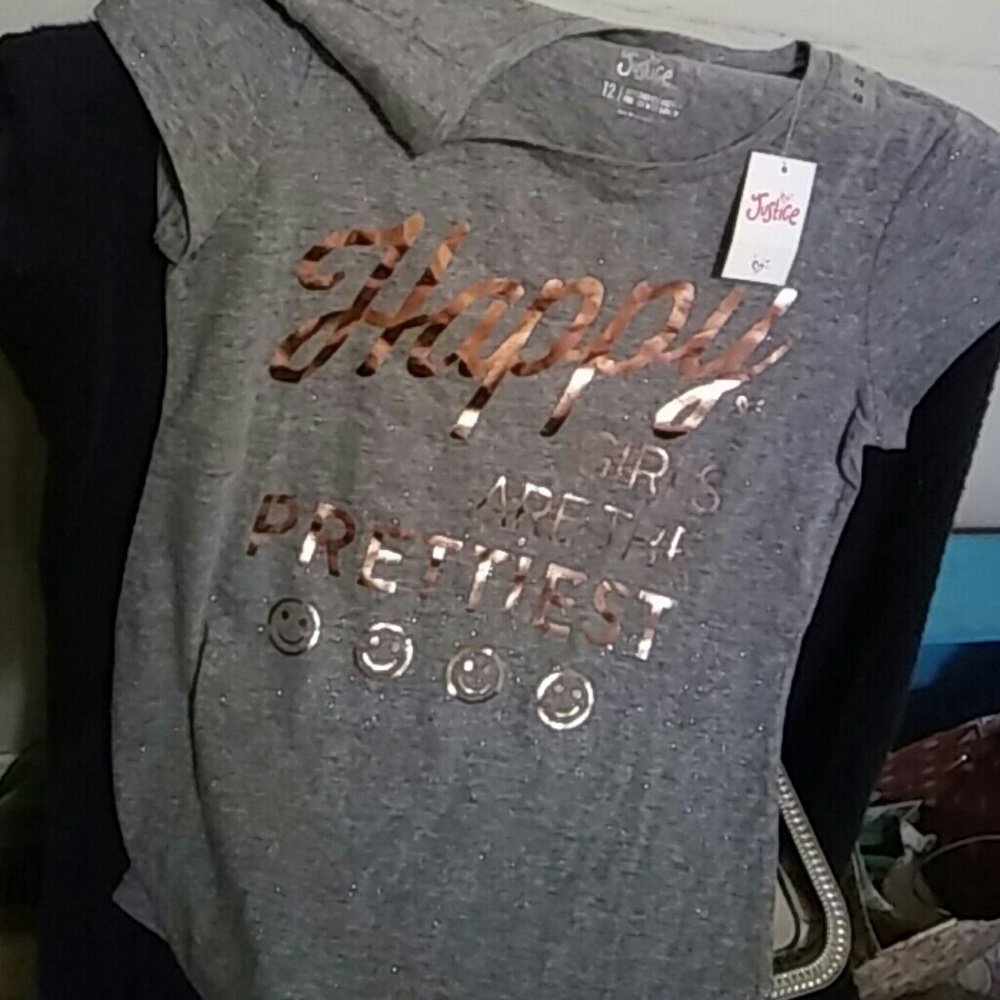 Justice
12
Justice
Happy
GIRLS
ARE THE
PRETTIEST